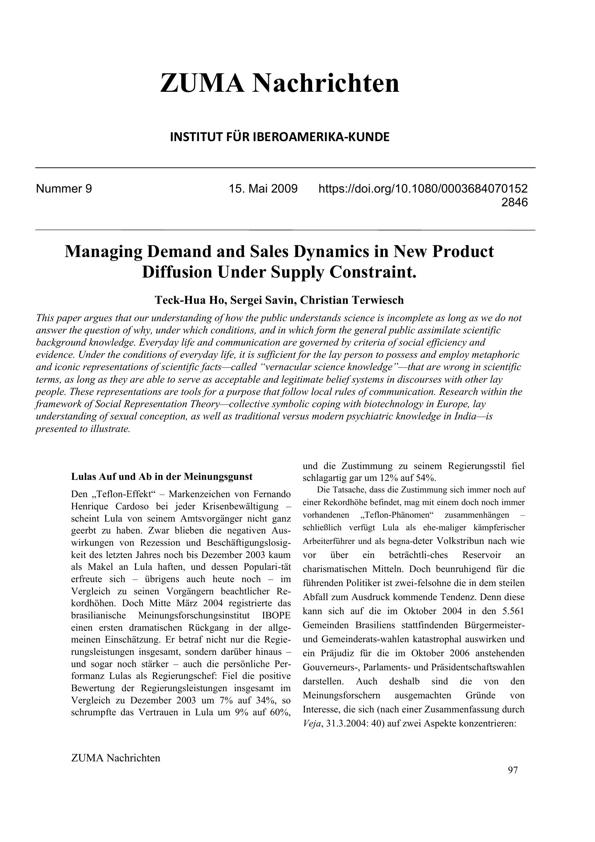 ZUMA Nachrichten
INSTITUT FÜR IBEROAMERIKA-KUNDE
Nummer 9
15. Mai 2009
https://doi.org/10.1080/0003684070152
2846
Managing Demand and Sales Dynamics in New Product
Diffusion Under Supply Constraint.
Teck-Hua Ho, Sergei Savin, Christian Terwiesch
This paper argues that our understanding of how the public understands science is incomplete as long as we do not
answer the question of why, under which conditions, and in which form the general public assimilate scientific
background knowledge. Everyday life and communication are governed by criteria of social efficiency and
evidence. Under the conditions of everyday life, it is sufficient for the lay person to possess and employ metaphoric
and iconic representations of scientific facts—called “vernacular science knowledge”—that are wrong in scientific
terms, as long as they are able to serve as acceptable and legitimate belief systems in discourses with other lay
people. These representations are tools for a purpose that follow local rules of communication. Research within the
framework of Social Representation Theory—collective symbolic coping with biotechnology in Europe, lay
understanding of sexual conception, as well as traditional versus modern psychiatric knowledge in India—is
presented to illustrate.
Lulas Auf und Ab in der Meinungsgunst
Den „Teflon-Effekt“ – Markenzeichen von Fernando
Henrique Cardoso bei jeder Krisenbewältigung –
scheint Lula von seinem Amtsvorgänger nicht ganz
geerbt zu haben. Zwar blieben die negativen Aus-
wirkungen von Rezession und Beschäftigungslosig-
keit des letzten Jahres noch bis Dezember 2003 kaum
als Makel an Lula haften, und dessen Populari-tät
erfreute sich – übrigens auch heute noch – im
Vergleich zu seinen Vorgängern beachtlicher Re-
kordhöhen. Doch Mitte März 2004 registrierte das
brasilianische Meinungsforschungsinstitut IBOPE
einen ersten dramatischen Rückgang in der allge-
meinen Einschätzung. Er betraf nicht nur die Regie-
rungsleistungen insgesamt, sondern darüber hinaus –
und sogar noch stärker – auch die persönliche Per-
formanz Lulas als Regierungschef: Fiel die positive
Bewertung der Regierungsleistungen insgesamt im
Vergleich zu Dezember 2003 um 7% auf 34%, so
schrumpfte das Vertrauen in Lula um 9% auf 60%,
und die Zustimmung zu seinem Regierungsstil fiel
schlagartig gar um 12% auf 54%.
Die Tatsache, dass die Zustimmung sich immer noch auf
einer Rekordhöhe befindet, mag mit einem doch noch immer
vorhandenen „Teflon-Phänomen“ zusammenhängen –
schließlich verfügt Lula als ehe-maliger kämpferischer
Arbeiterführer und als begna-deter Volkstribun nach wie
vor über ein beträchtli-ches Reservoir an
charismatischen Mitteln. Doch beunruhigend für die
führenden Politiker ist zwei-felsohne die in dem steilen
Abfall zum Ausdruck kommende Tendenz. Denn diese
kann sich auf die im Oktober 2004 in den 5.561
Gemeinden Brasiliens stattfindenden Bürgermeister-
und Gemeinderats-wahlen katastrophal auswirken und
ein Präjudiz für die im Oktober 2006 anstehenden
Gouverneurs-, Parlaments- und Präsidentschaftswahlen
darstellen. Auch deshalb sind die von den
Meinungsforschern ausgemachten Gründe von
Interesse, die sich (nach einer Zusammenfassung durch
Veja, 31.3.2004: 40) auf zwei Aspekte konzentrieren:
ZUMA Nachrichten
97